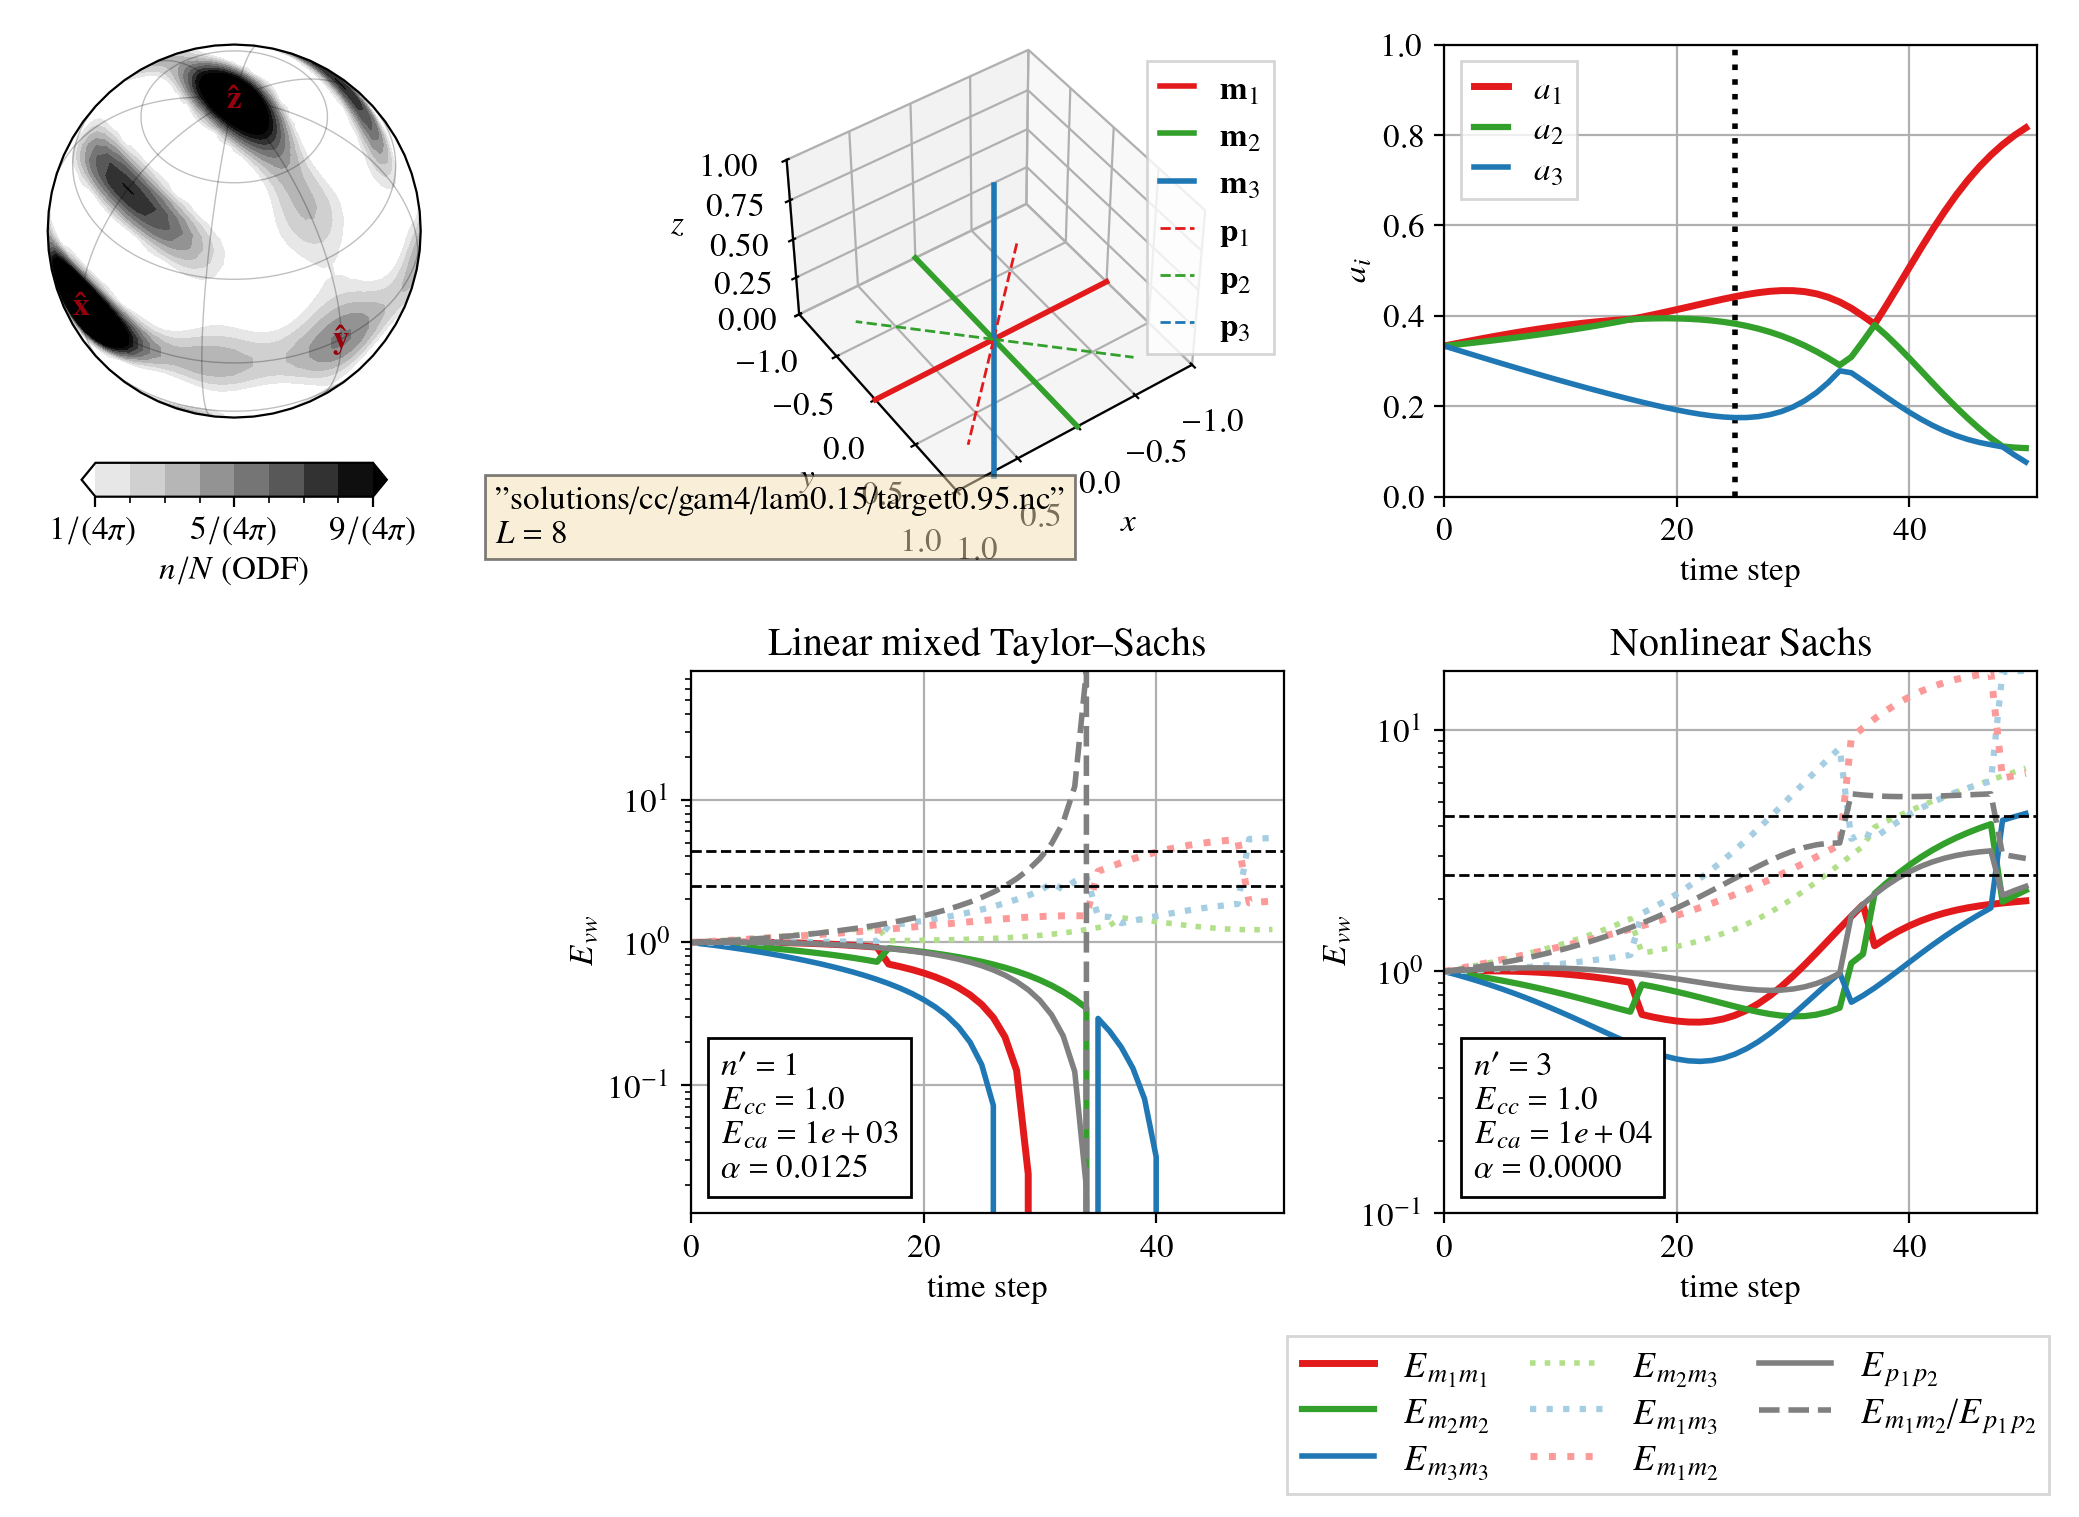 ẑ
x̂
ŷ
1/(4π) 5/(4π) 9/(4π)
n/N (ODF)
1.00
0.75
0.50
0.25
0.00
z
−1.0
−0.5
0.0
0.5
1.0
y
−1.0
−0.5
0.0
0.5
1.0
x
m1
m2
m3
p1
p2
p3
”solutions/cc/gam4/lam0.15/target0.95.nc”
L = 8
1.0
0.8
0.6
0.4
0.2
0.0
ai
a1
a2
a3
0 20 40
time step
Linear mixed Taylor–Sachs
10^1
10^0
10^−1
Evw
n′ = 1
Ecc = 1.0
Eca = 1e + 03
α = 0.0125
0 20 40
time step
Nonlinear Sachs
10^1
10^0
10^−1
Evw
n′ = 3
Ecc = 1.0
Eca = 1e + 04
α = 0.0000
0 20 40
time step
Em1m1 Em2m3 Ep1p2
Em2m2 Em1m3 Em1m2/Ep1p2
Em3m3 Em1m2